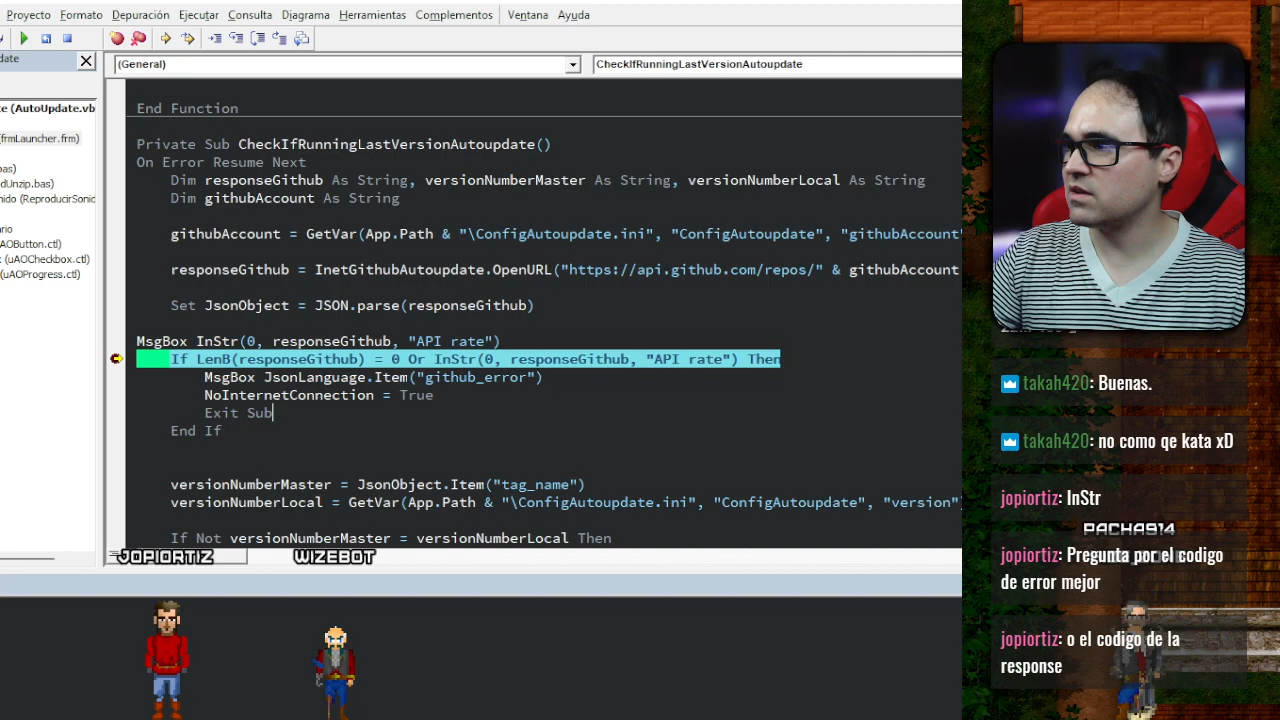 Proyecto Formato Depuración Ejecutar Consulta Diagrama Herramientas Complementos Ventana Ayuda
date
(General)
CheckIfRunningLastVersionAutoupdate
e (AutoUpdate.vb
(frmLauncher.frm)
bas)
dUnzip.bas)
nido (ReproducirSonid
rio
AOButton.ctl)
x (uAOCheckbox.ctl)
(uAOProgress.ctl)
End Function
Private Sub CheckIfRunningLastVersionAutoupdate()
On Error Resume Next
Dim responseGithub As String, versionNumberMaster As String, versionNumberLocal As String
Dim githubAccount As String
githubAccount = GetVar(App.Path & "\ConfigAutoupdate.ini", "ConfigAutoupdate", "githubAccount"
responseGithub = InetGithubAutoupdate.OpenURL("https://api.github.com/repos/" & githubAccount
Set JsonObject = JSON.parse(responseGithub)
MsgBox InStr(0, responseGithub, "API rate")
If LenB(responseGithub) = 0 Or InStr(0, responseGithub, "API rate") Then
MsgBox JsonLanguage.Item("github_error")
NoInternetConnection = True
Exit Sub
End If
versionNumberMaster = JsonObject.Item("tag_name")
versionNumberLocal = GetVar(App.Path & "\ConfigAutoupdate.ini", "ConfigAutoupdate", "version")
If Not versionNumberMaster = versionNumberLocal Then
JOPIORTIZ
WIZEBOT
takah420: Buenas.
takah420: no como qe kata xD
jopiortiz: InStr
PACHA914
jopiortiz: Pregunta por el codigo
de error mejor
jopiortiz: o el codigo de la
response